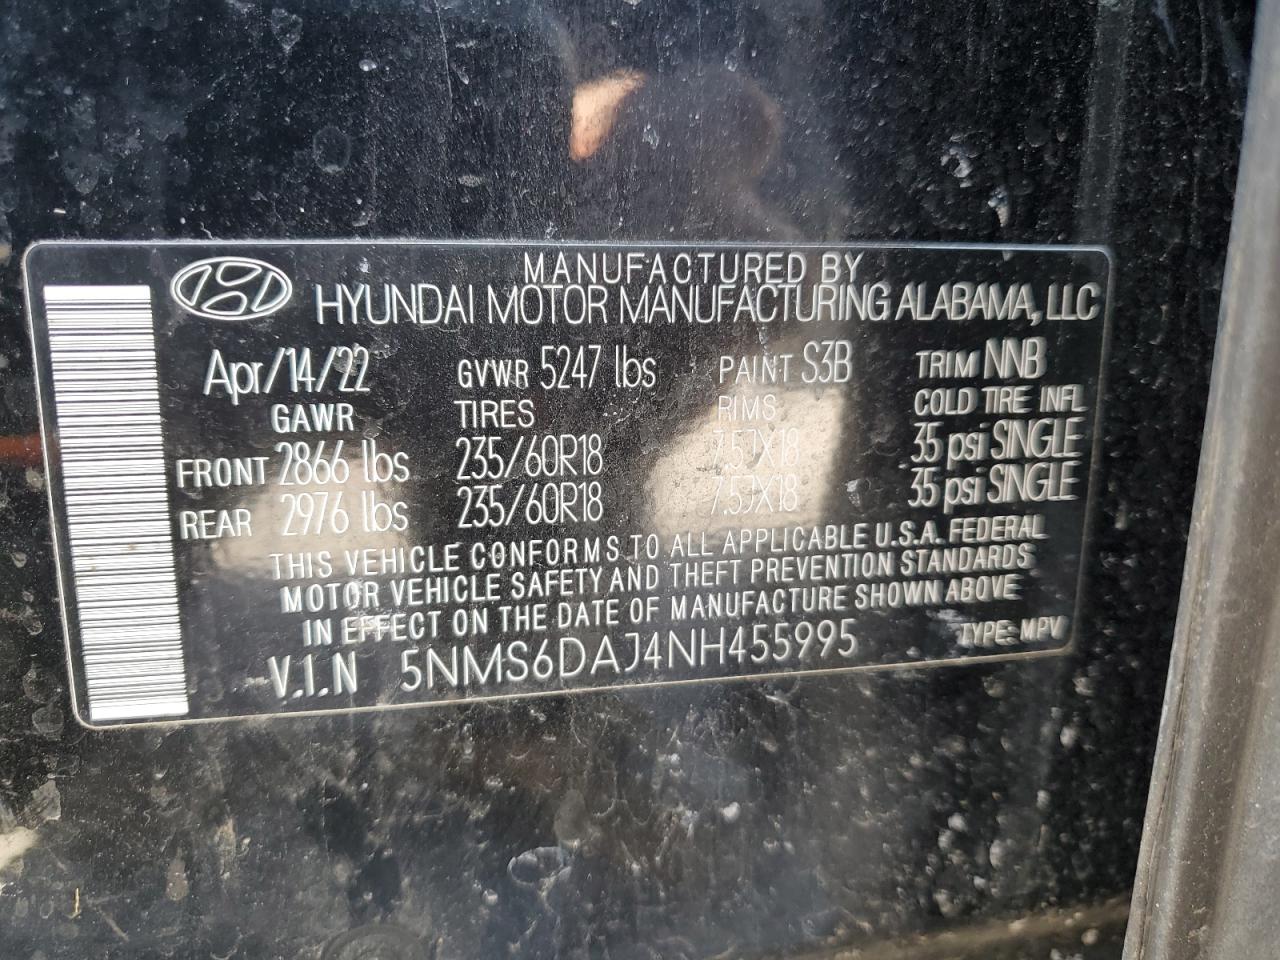 MANUFACTURED BY
HYUNDAI MOTOR MANUFACTURING ALABAMA, LLC
Apr/14/22 GVWR 5247 lbs PAINT S3B TRIM NNB
GAWR TIRES RIMS COLD TIRE INFL
FRONT 2866 lbs 235/60R18 7.5JX18 35 psi SINGLE
REAR 2976 lbs 235/60R18 7.5JX18 35 psi SINGLE
THIS VEHICLE CONFORMS TO ALL APPLICABLE U.S.A. FEDERAL
MOTOR VEHICLE SAFETY AND THEFT PREVENTION STANDARDS
IN EFFECT ON THE DATE OF MANUFACTURE SHOWN ABOVE
V.I.N 5NMS6DAJ4NH455995 TYPE: MPV